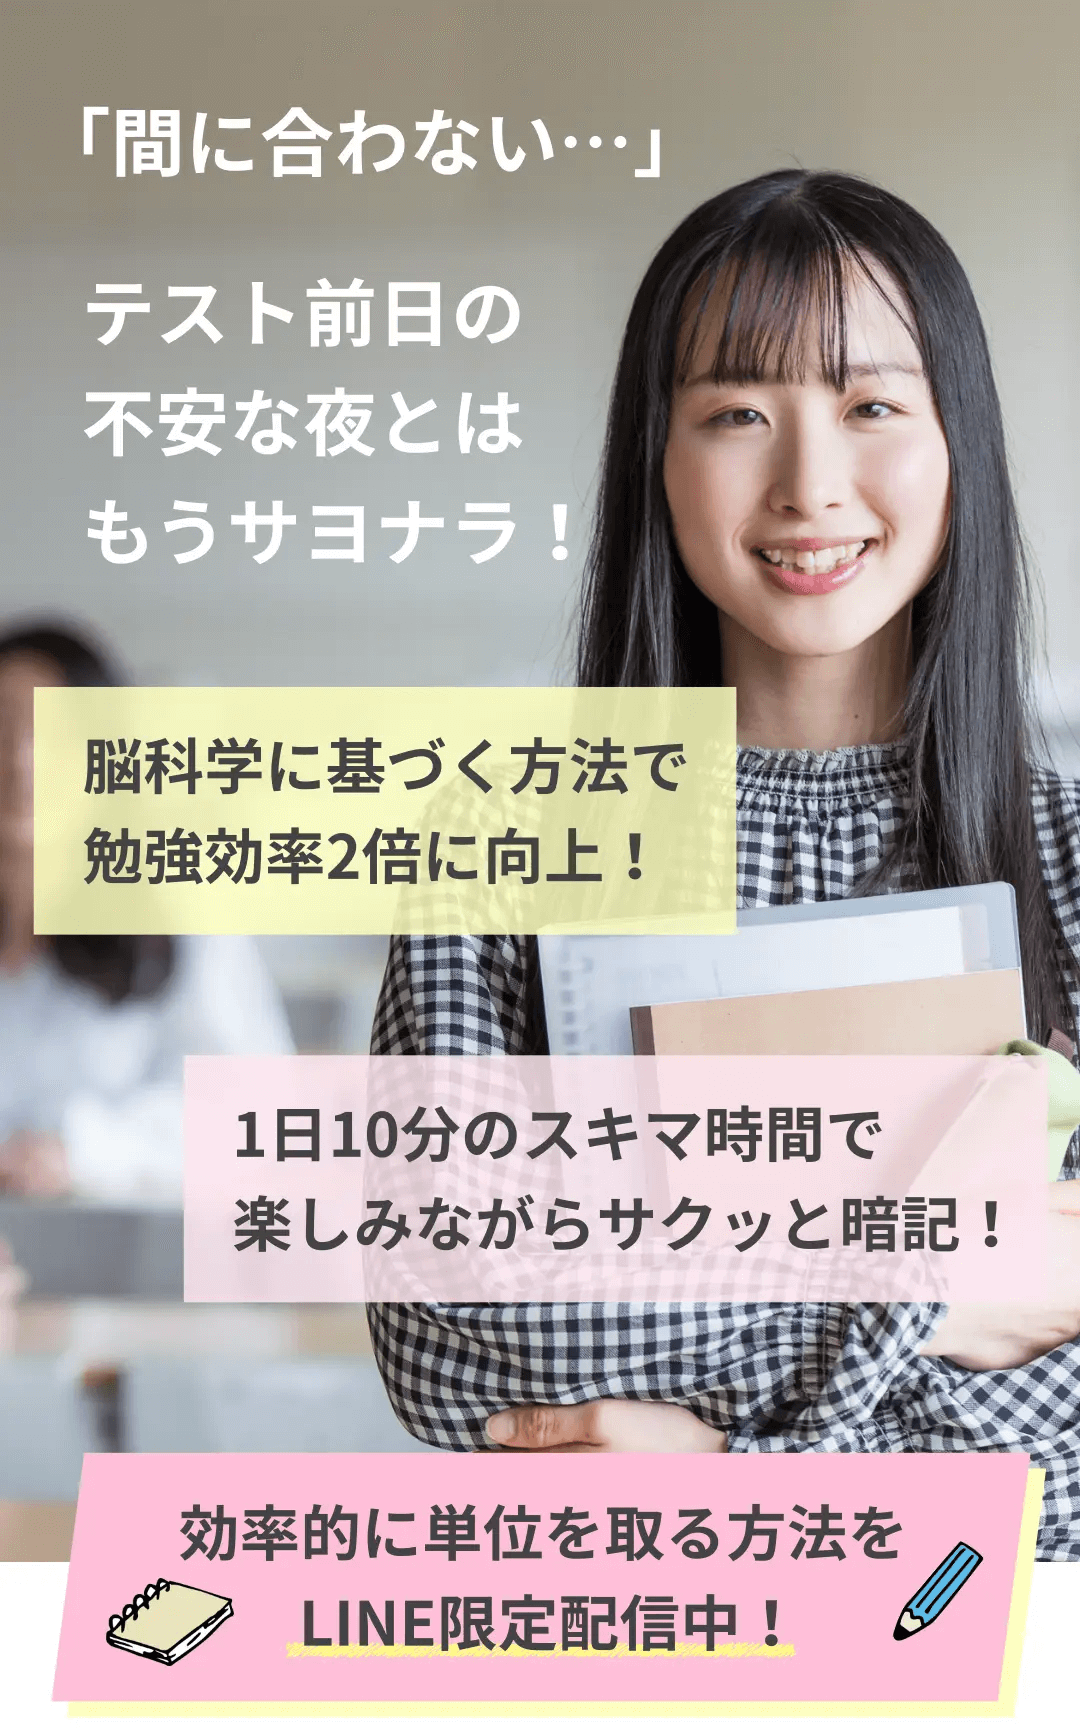 「間に合わない…」
テスト前日の
不安な夜とは
もうサヨナラ！
脳科学に基づく方法で
勉強効率2倍に向上！
1日10分のスキマ時間で
楽しみながらサクッと暗記！
効率的に単位を取る方法を
LINE限定配信中！